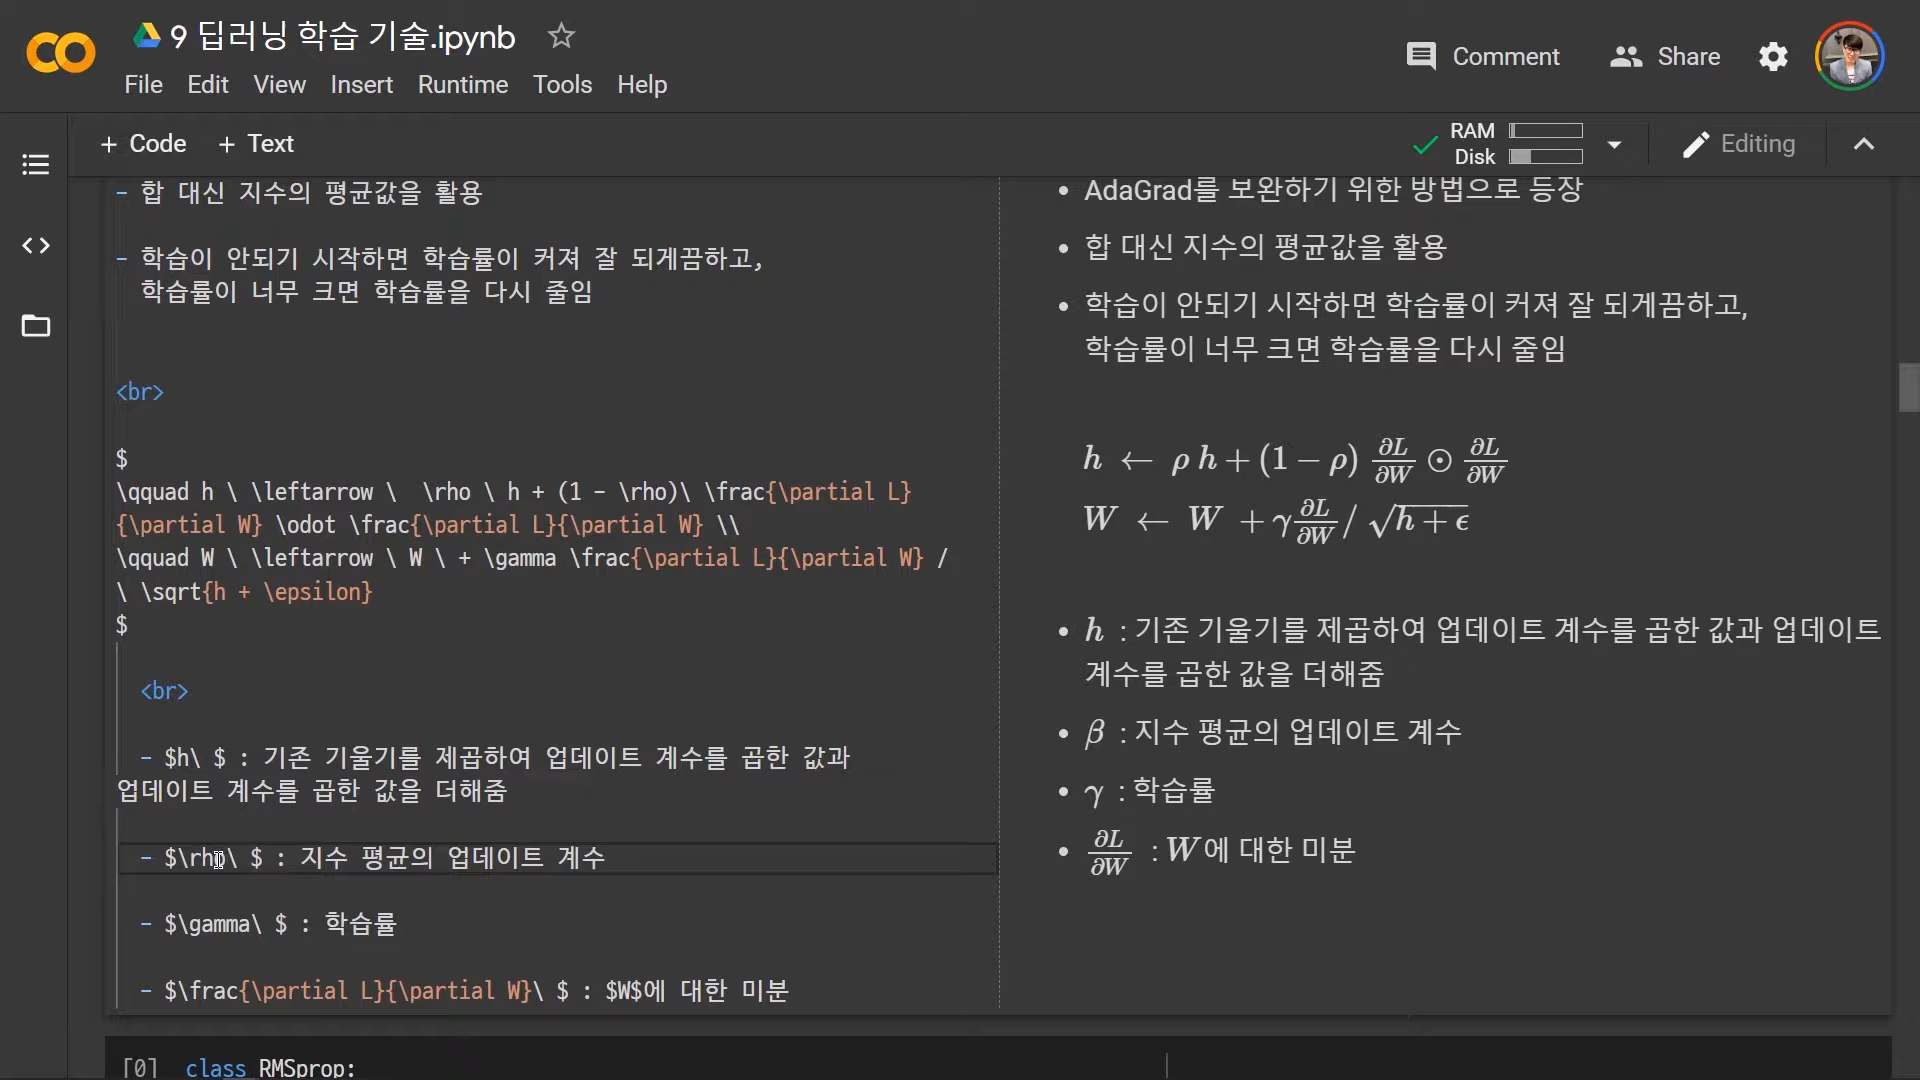 9 딥러닝 학습 기술.ipynb
File Edit View Insert Runtime Tools Help
Comment
Share
+ Code + Text
RAM
Disk
Editing
- 합 대신 지수의 평균값을 활용
- 학습이 안되기 시작하면 학습률이 커져 잘 되게끔하고,
학습률이 너무 크면 학습률을 다시 줄임
<br>
$
\qquad h \ \leftarrow \  \rho \ h + (1 - \rho)\ \frac{\partial L}
{\partial W} \odot \frac{\partial L}{\partial W} \\
\qquad W \ \leftarrow \ W \ + \gamma \frac{\partial L}{\partial W} /
\ \sqrt{h + \epsilon}
$
<br>
- $h\ $ : 기존 기울기를 제곱하여 업데이트 계수를 곱한 값과
업데이트 계수를 곱한 값을 더해줌
- $\rho\ $ : 지수 평균의 업데이트 계수
- $\gamma\ $ : 학습률
- $\frac{\partial L}{\partial W}\ $ : $W$에 대한 미분
• AdaGrad를 보완하기 위한 방법으로 등장
• 합 대신 지수의 평균값을 활용
• 학습이 안되기 시작하면 학습률이 커져 잘 되게끔하고,
학습률이 너무 크면 학습률을 다시 줄임
h ← ρ h + (1 − ρ) ∂L/∂W ⊙ ∂L/∂W
W ← W + γ ∂L/∂W / √(h + ϵ)
• h : 기존 기울기를 제곱하여 업데이트 계수를 곱한 값과 업데이트
계수를 곱한 값을 더해줌
• β : 지수 평균의 업데이트 계수
• γ : 학습률
• ∂L/∂W : W에 대한 미분
[0] class RMSprop: